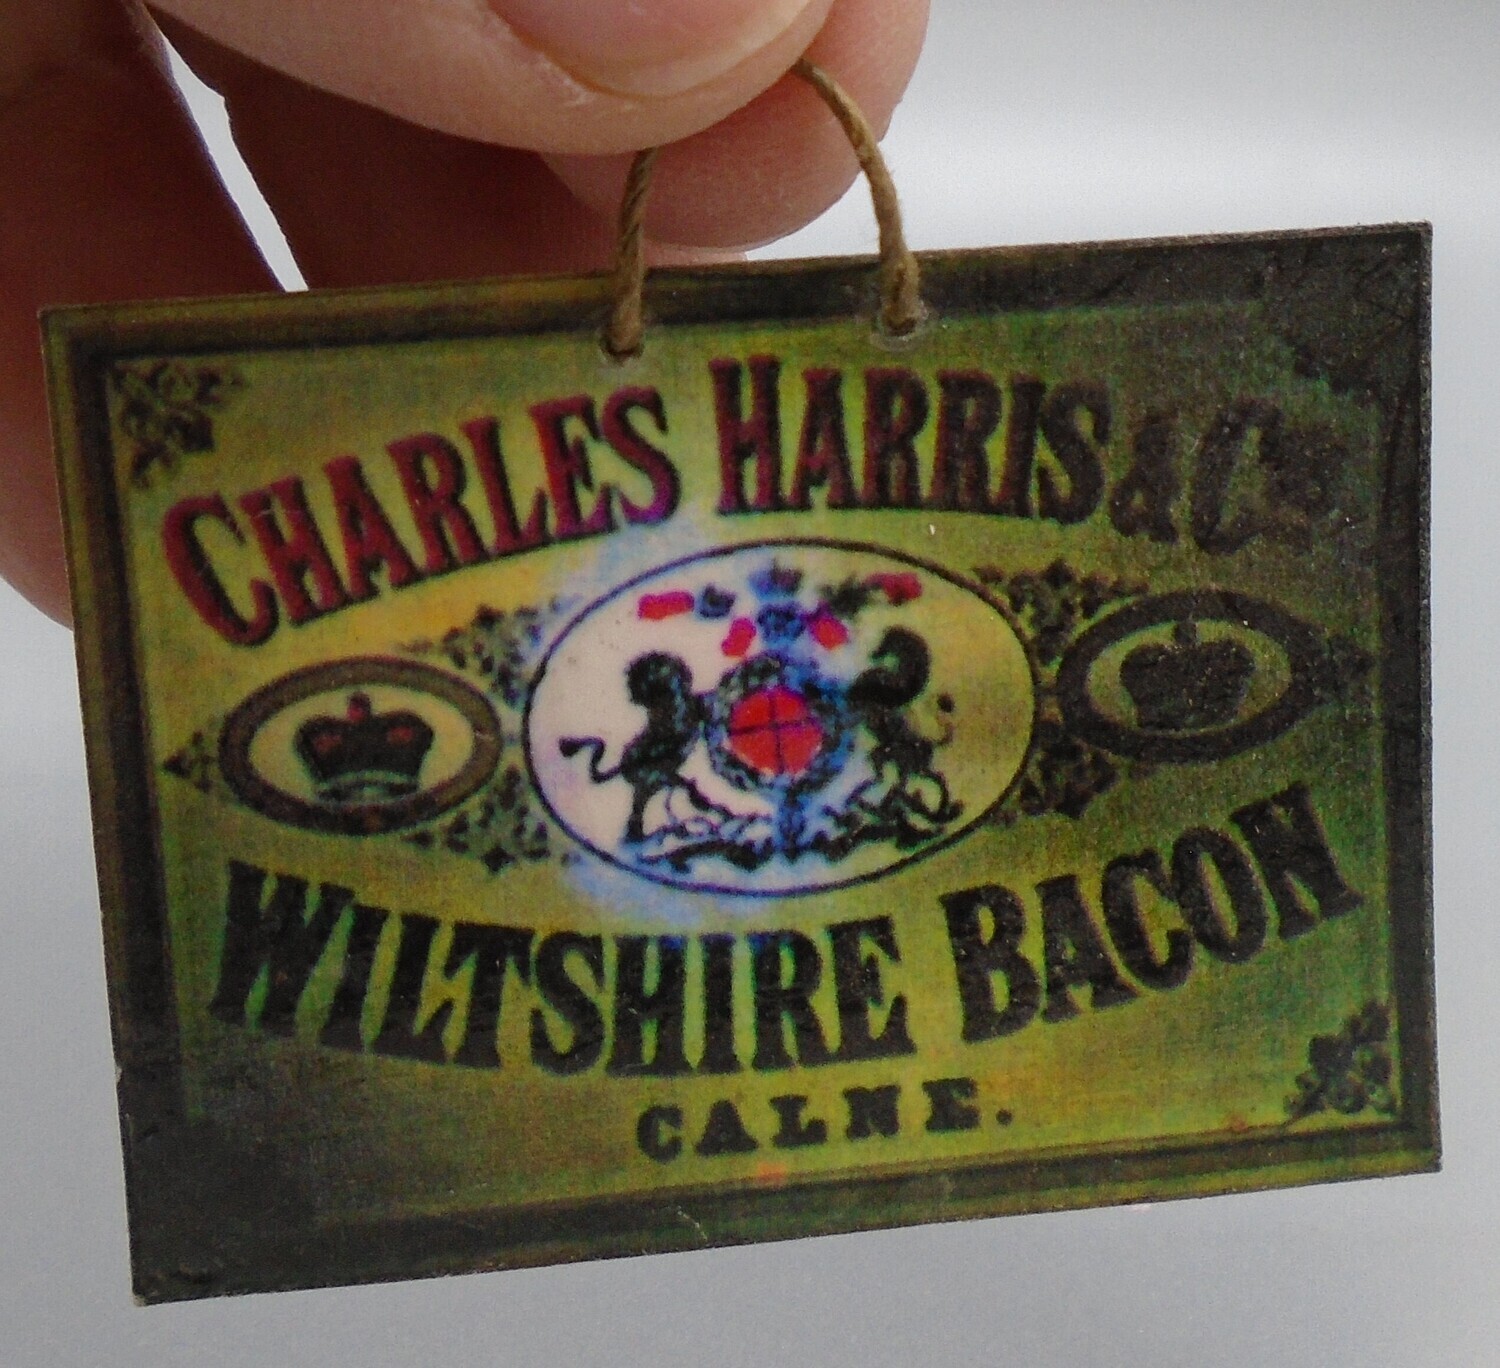 CHARLES HARRIS & Co
WILTSHIRE BACON
CALNE.